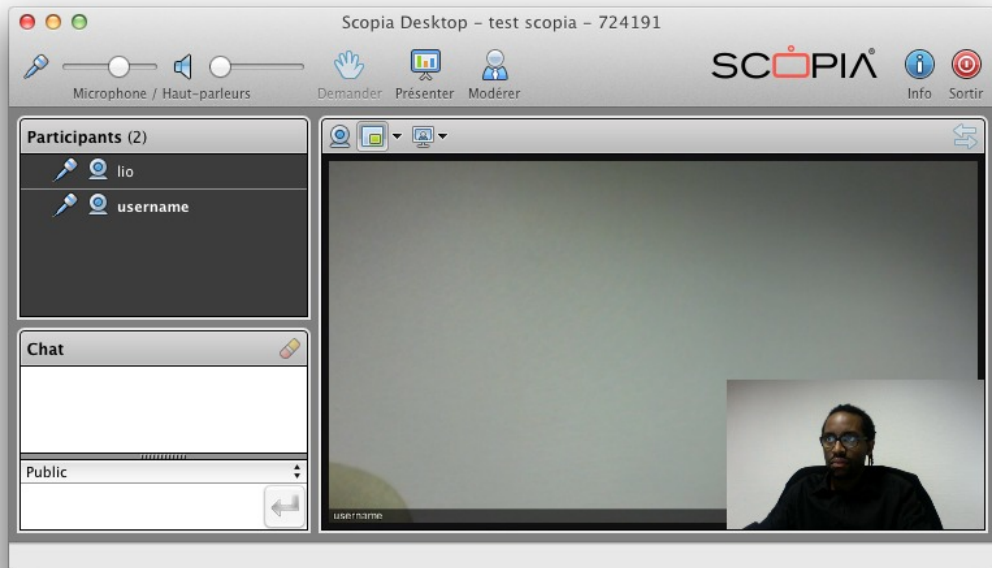 Scopia Desktop – test scopia – 724191
Microphone / Haut-parleurs
Demander
Présenter
Modérer
SCOPIA®
Info
Sortir
Participants (2)
lio
username
Chat
Public
username